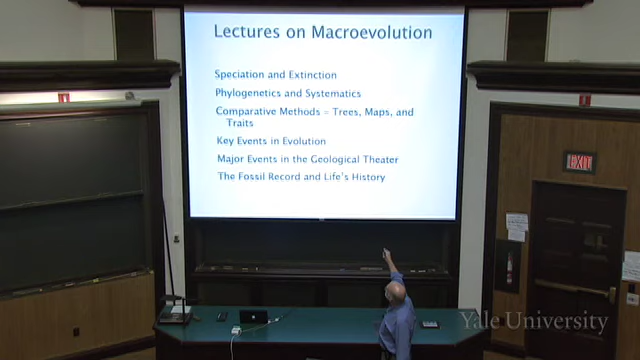 Lectures on Macroevolution
Speciation and Extinction
Phylogenetics and Systematics
Comparative Methods = Trees, Maps, and
Traits
Key Events in Evolution
Major Events in the Geological Theater
The Fossil Record and Life's History
EXIT
Yale University